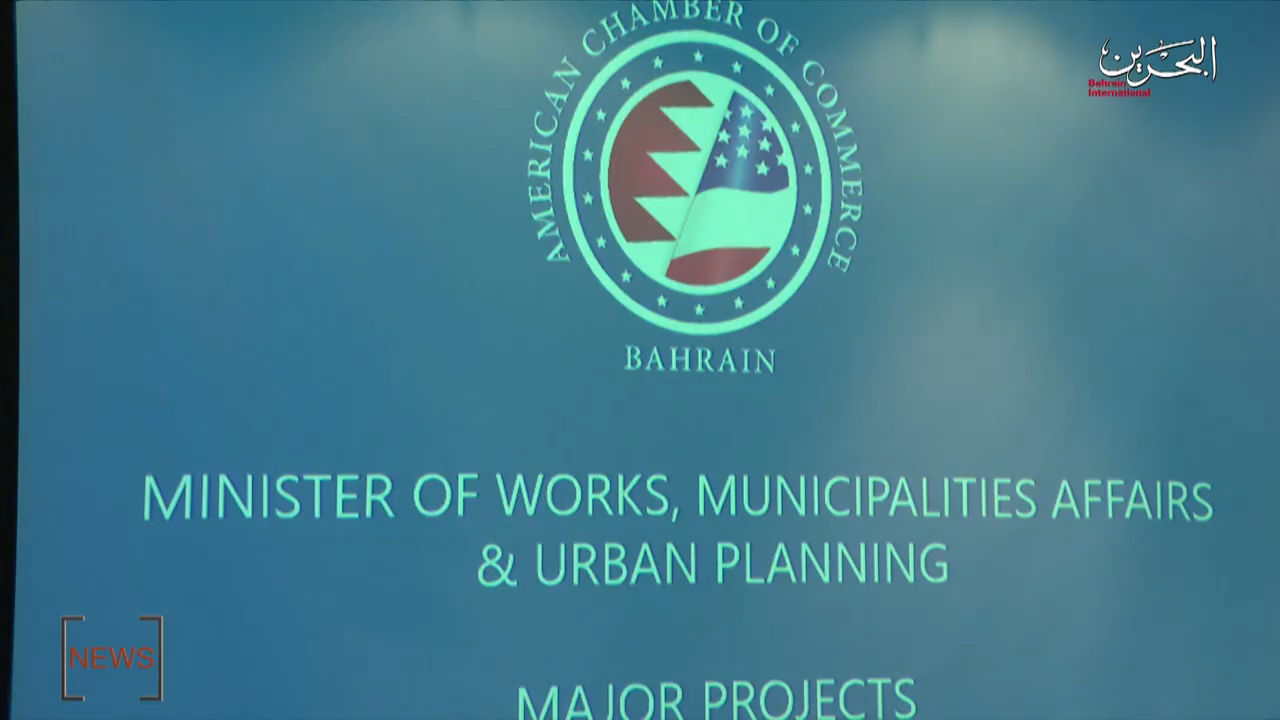 AMERICAN CHAMBER OF COMMERCE
البحرين
Bahrain
International
BAHRAIN
MINISTER OF WORKS, MUNICIPALITIES AFFAIRS
& URBAN PLANNING
NEWS
MAJOR PROJECTS